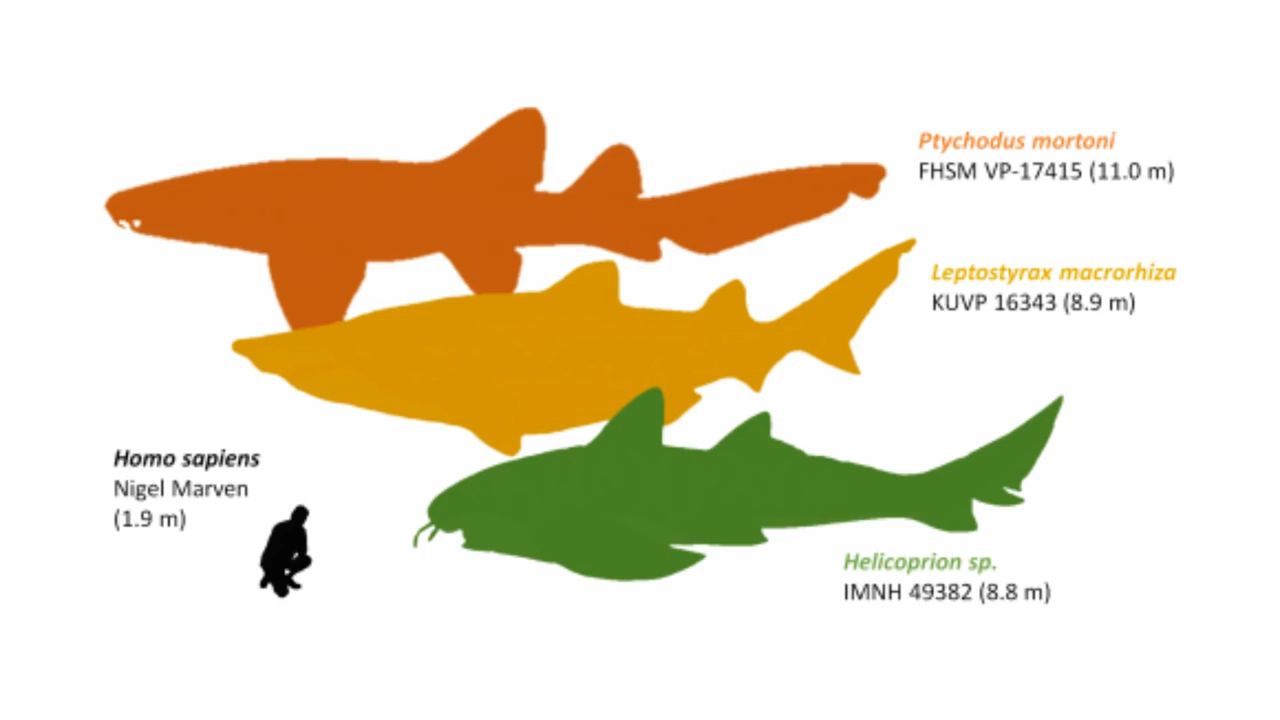 Ptychodus mortoni
FHSM VP-17415 (11.0 m)
Leptostyrax macrorhiza
KUVP 16343 (8.9 m)
Homo sapiens
Nigel Marven
(1.9 m)
Helicoprion sp.
IMNH 49382 (8.8 m)